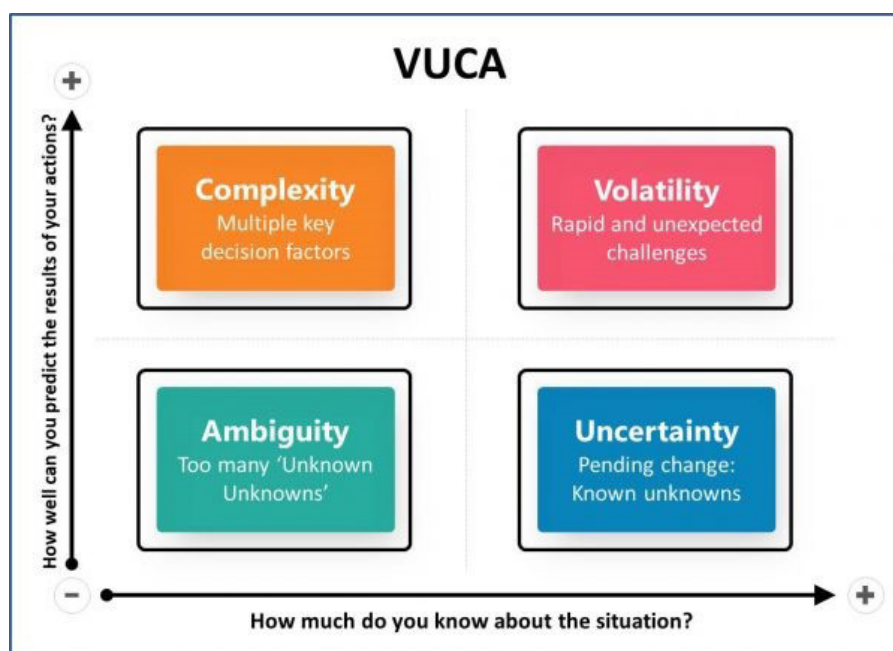 VUCA
How well can you predict the results of your actions?
Complexity
Multiple key
decision factors
Volatility
Rapid and unexpected
challenges
Ambiguity
Too many ‘Unknown
Unknowns’
Uncertainty
Pending change:
Known unknowns
How much do you know about the situation?